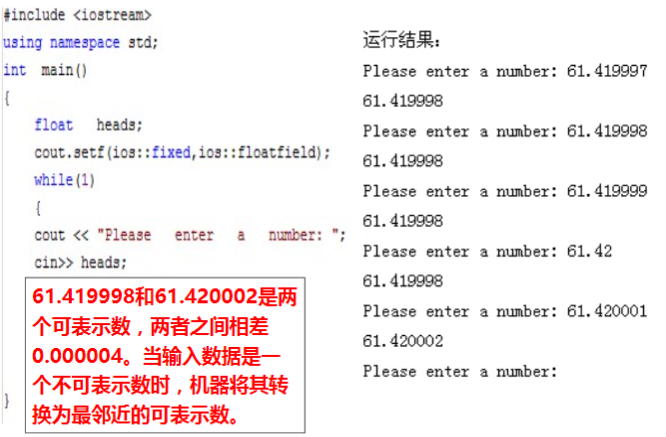 #include <iostream>
using namespace std;
int main()
{
float heads;
cout.setf(ios::fixed,ios::floatfield);
while(1)
{
cout << "Please enter a number: ";
cin>> heads;
61.419998和61.420002是两
个可表示数，两者之间相差
0.000004。当输入数据是一
个不可表示数时，机器将其转
换为最邻近的可表示数。
}
运行结果：
Please enter a number: 61.419997
61.419998
Please enter a number: 61.419998
61.419998
Please enter a number: 61.419999
61.419998
Please enter a number: 61.42
61.419998
Please enter a number: 61.420001
61.420002
Please enter a number: